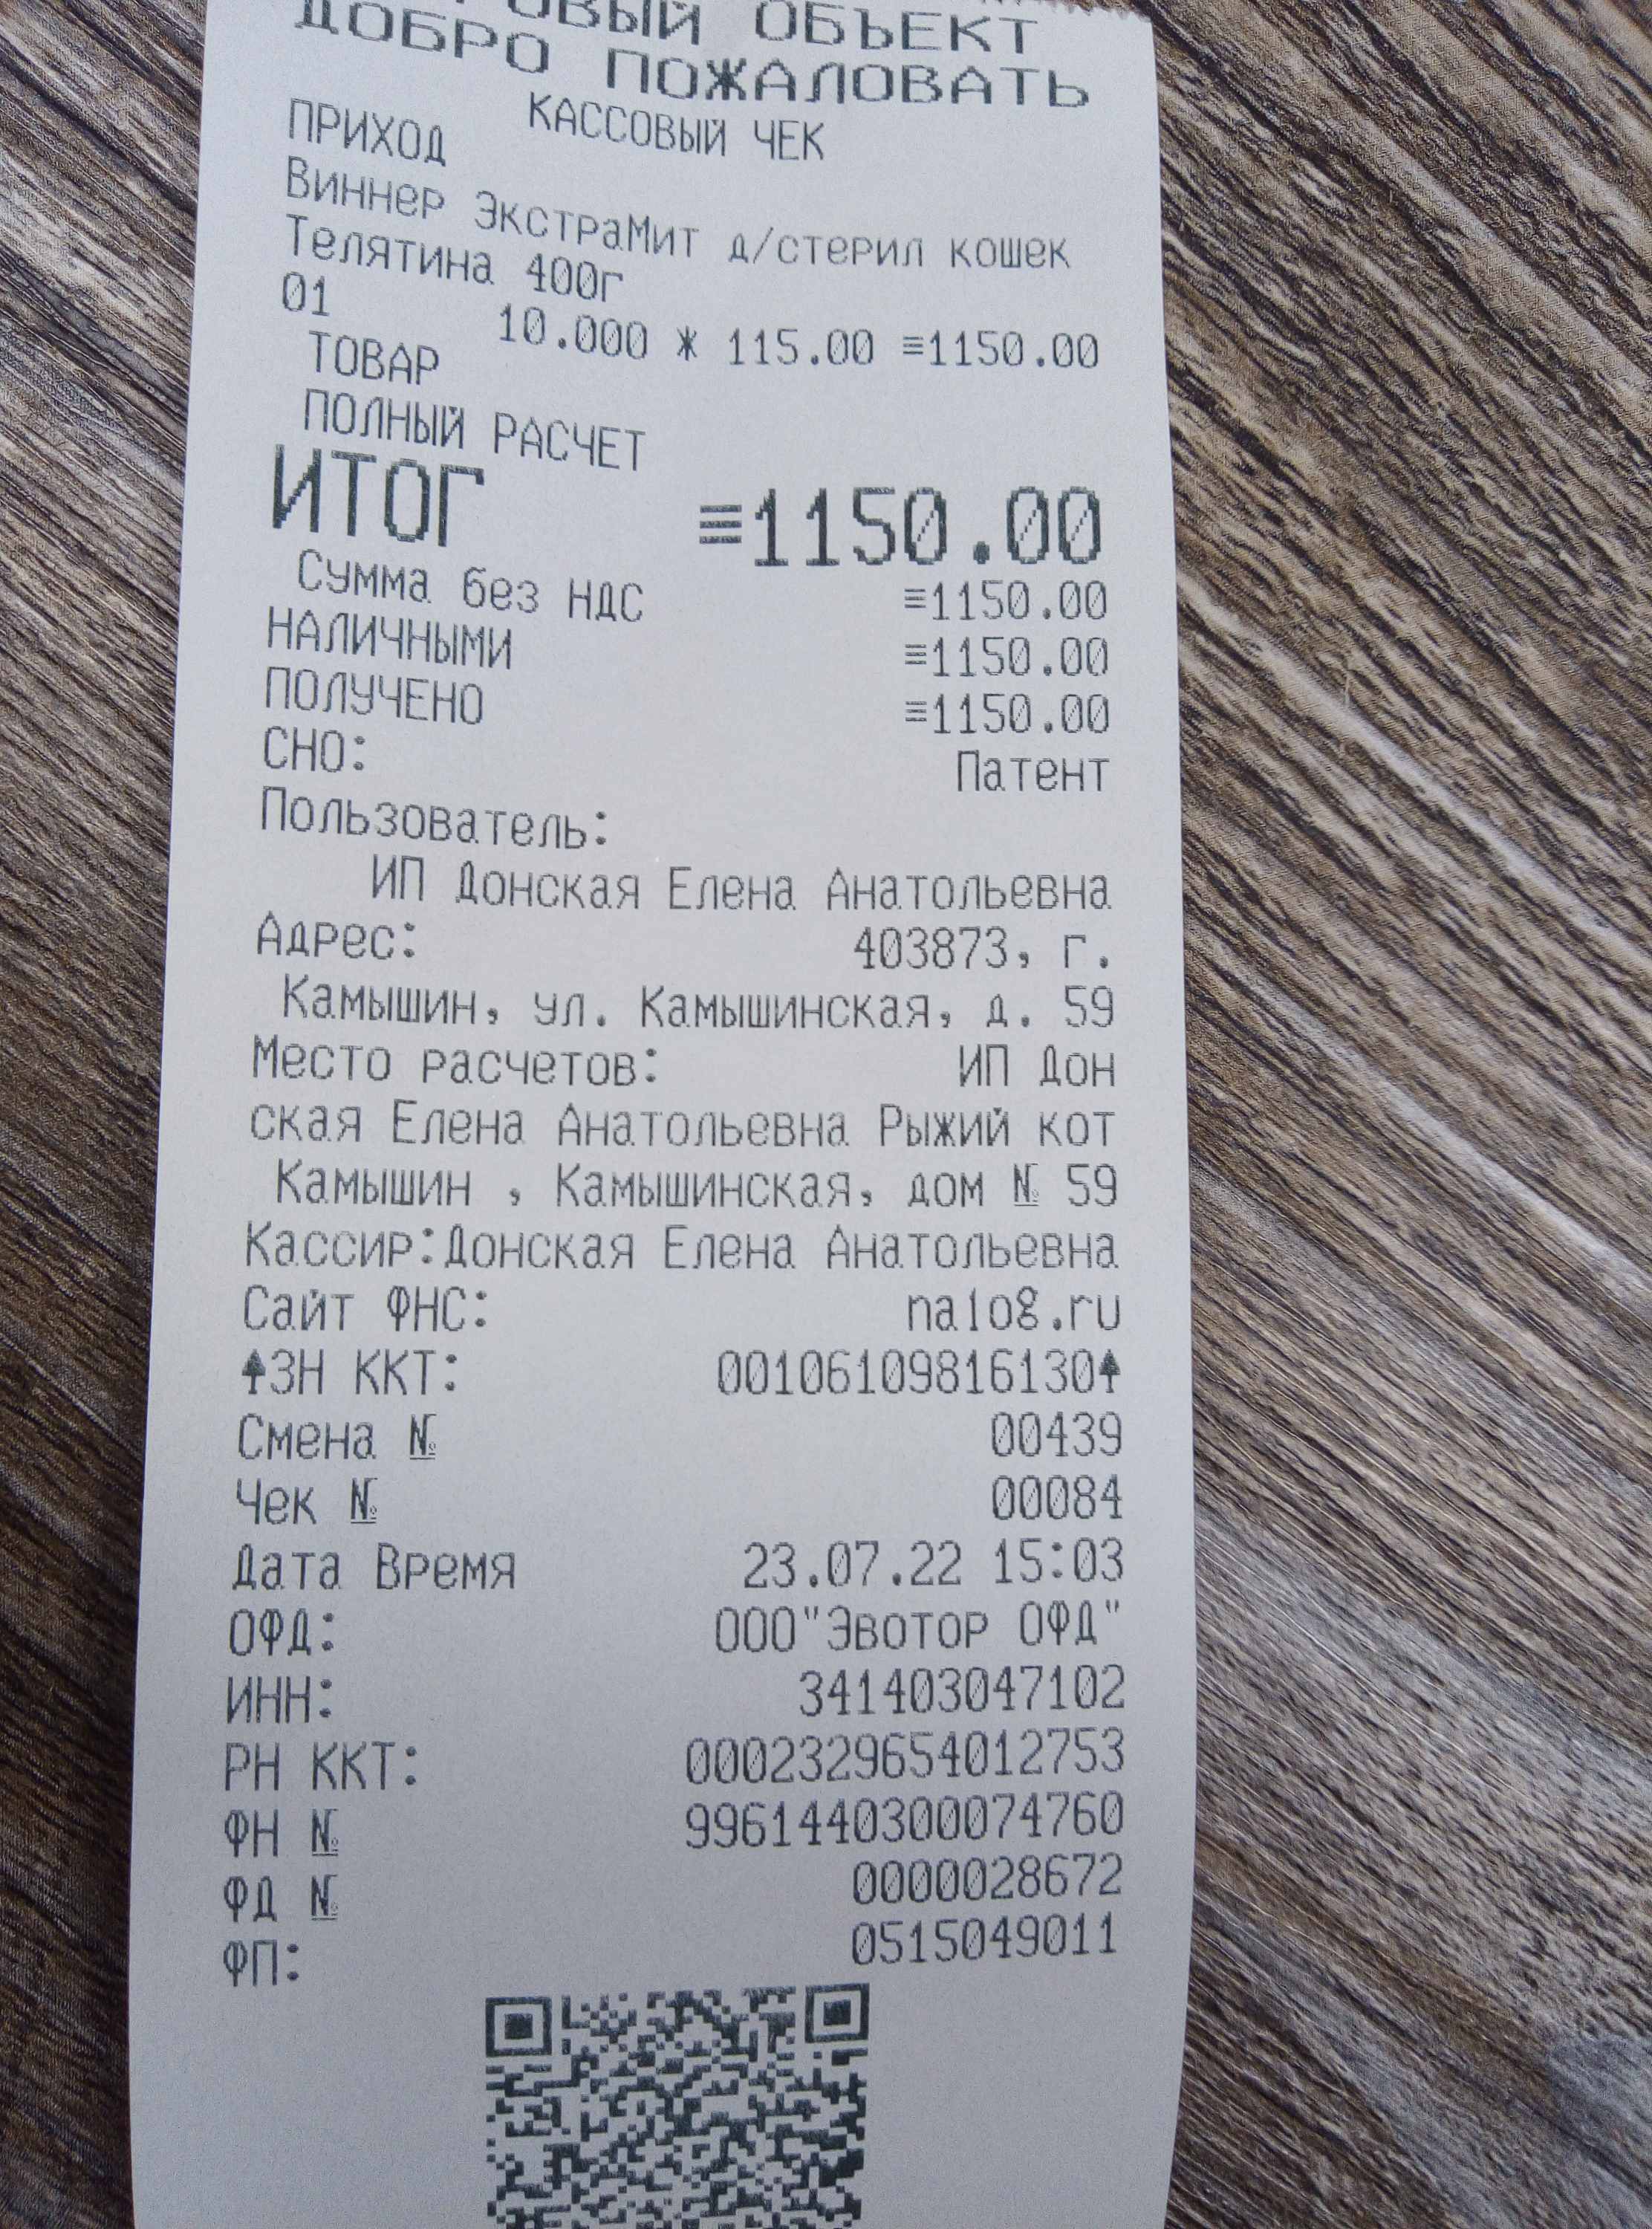 ОБЪЕКТ
ДОБРО ПОЖАЛОВАТЬ
КАССОВЫЙ ЧЕК
ПРИХОД
Виннер ЭкстраМит д/стерил кошек
Телятина 400г
01 10.000 * 115.00 ≡1150.00
ТОВАР
ПОЛНЫЙ РАСЧЕТ
ИТОГ ≡1150.00
Сумма без НДС ≡1150.00
НАЛИЧНЫМИ ≡1150.00
ПОЛУЧЕНО ≡1150.00
СНО: Патент
Пользователь:
ИП Донская Елена Анатольевна
Адрес: 403873, г.
Камышин, ул. Камышинская, д. 59
Место расчетов: ИП Дон
ская Елена Анатольевна Рыжий кот
Камышин , Камышинская, дом № 59
Кассир:Донская Елена Анатольевна
Сайт ФНС: nalog.ru
ЗН ККТ: 00106109816130
Смена № 00439
Чек № 00084
Дата Время 23.07.22 15:03
ОФД: ООО"Эвотор ОФД"
ИНН: 341403047102
РН ККТ: 0002329654012753
ФН № 9961440300074760
ФД № 0000028672
ФП: 0515049011